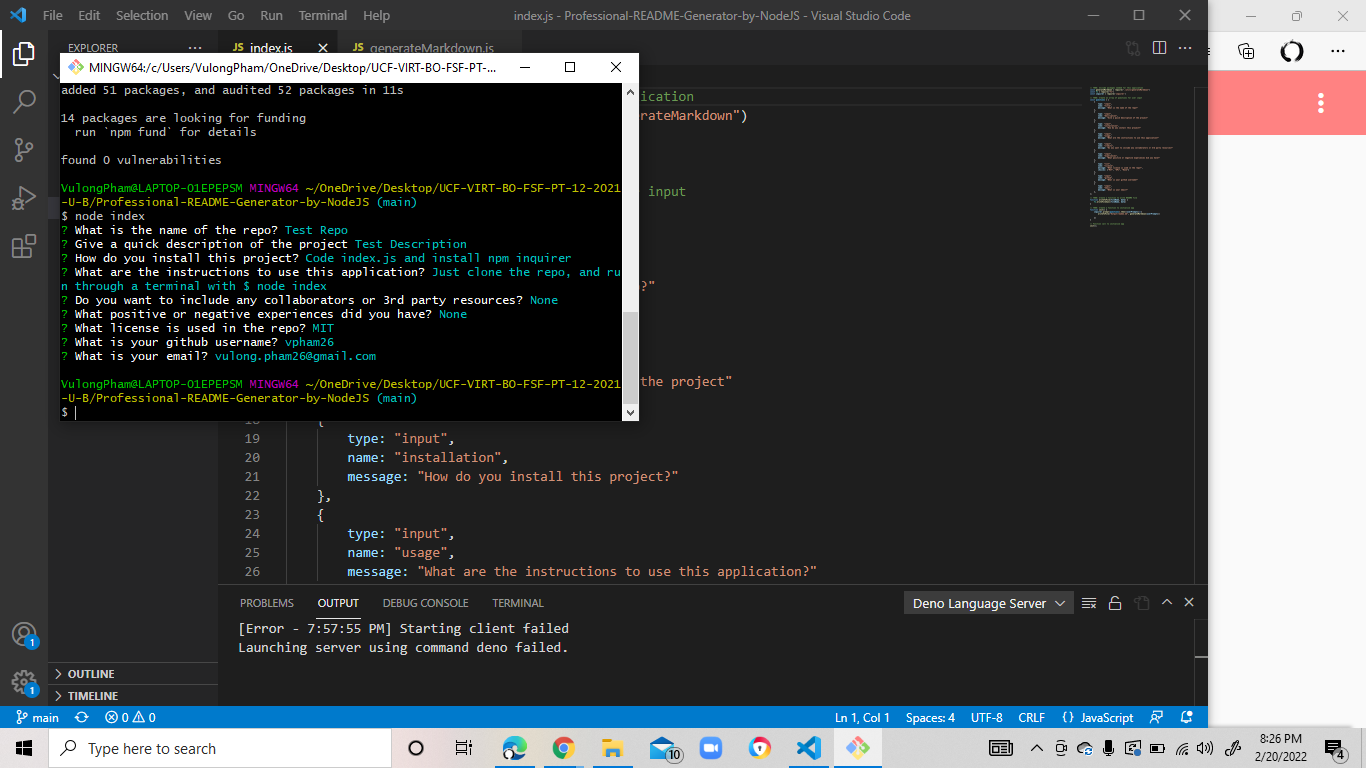 File Edit Selection View Go Run Terminal Help
index.js - Professional-README-Generator-by-NodeJS - Visual Studio Code
EXPLORER
JS index.js
JS generateMarkdown.js
MINGW64:/c/Users/VulongPham/OneDrive/Desktop/UCF-VIRT-BO-FSF-PT-...
added 51 packages, and audited 52 packages in 11s
14 packages are looking for funding
run `npm fund` for details
found 0 vulnerabilities
VulongPham@LAPTOP-01EPEPSM MINGW64 ~/OneDrive/Desktop/UCF-VIRT-BO-FSF-PT-12-2021
-U-B/Professional-README-Generator-by-NodeJS (main)
$ node index
? What is the name of the repo? Test Repo
? Give a quick description of the project Test Description
? How do you install this project? Code index.js and install npm inquirer
? What are the instructions to use this application? Just clone the repo, and ru
n through a terminal with $ node index
? Do you want to include any collaborators or 3rd party resources? None
? What positive or negative experiences did you have? None
? What license is used in the repo? MIT
? What is your github username? vpham26
? What is your email? vulong.pham26@gmail.com
VulongPham@LAPTOP-01EPEPSM MINGW64 ~/OneDrive/Desktop/UCF-VIRT-BO-FSF-PT-12-2021
-U-B/Professional-README-Generator-by-NodeJS (main)
$
ication
erateMarkdown")
input
?"
the project"
18 {
19 type: "input",
20 name: "installation",
21 message: "How do you install this project?"
22 },
23 {
24 type: "input",
25 name: "usage",
26 message: "What are the instructions to use this application?"
PROBLEMS OUTPUT DEBUG CONSOLE TERMINAL
Deno Language Server
[Error - 7:57:55 PM] Starting client failed
Launching server using command deno failed.
1
1
OUTLINE
TIMELINE
main 0 0
Ln 1, Col 1 Spaces: 4 UTF-8 CRLF {} JavaScript
Type here to search
10
8:26 PM
2/20/2022
4